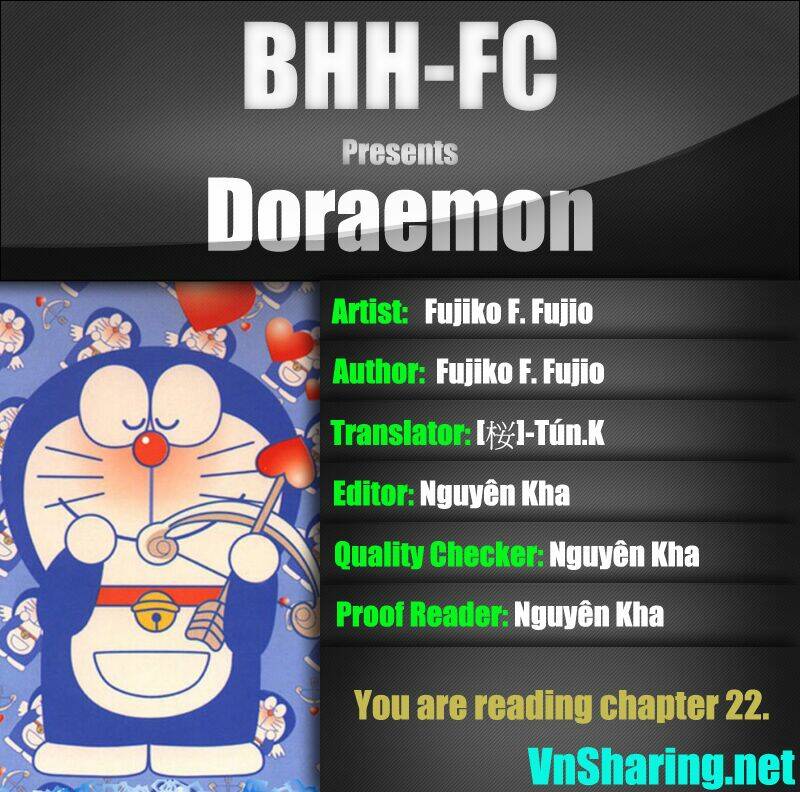 BHH-FC
Presents
Doraemon
Artist: Fujiko F. Fujio
Author: Fujiko F. Fujio
Translator: [桜]-Tún.K
Editor: Nguyên Kha
Quality Checker: Nguyên Kha
Proof Reader: Nguyên Kha
You are reading chapter 22.
VnSharing.net